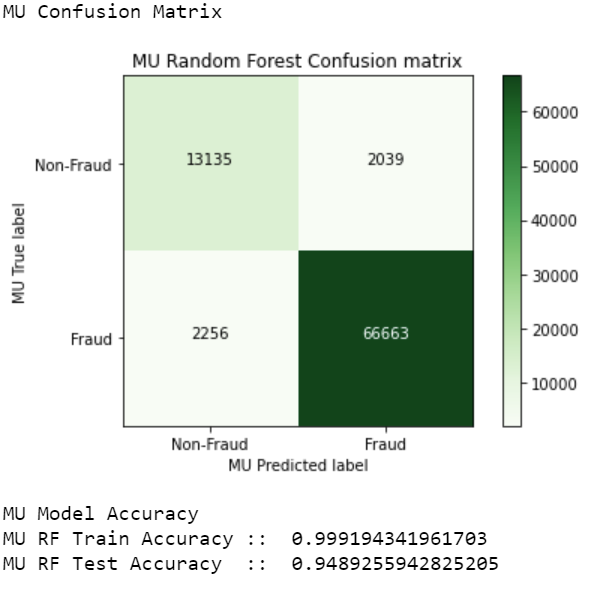 MU Confusion Matrix
MU Random Forest Confusion matrix
Non-Fraud
13135
2039
60000
50000
40000
30000
20000
10000
MU True label
Fraud
2256
66663
Non-Fraud
Fraud
MU Predicted label
MU Model Accuracy
MU RF Train Accuracy :: 0.999194341961703
MU RF Test Accuracy :: 0.9489255942825205